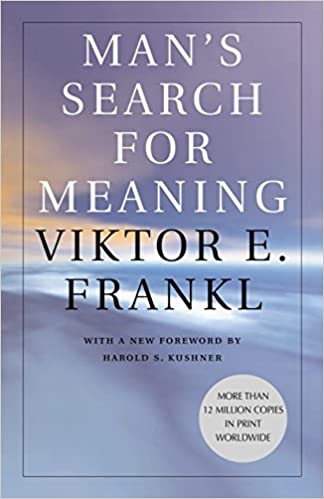 MAN'S
SEARCH
FOR
MEANING
VIKTOR E.
FRANKL
WITH A NEW FOREWORD BY
HAROLD S. KUSHNER
MORE THAN
12 MILLION COPIES
IN PRINT
WORLDWIDE